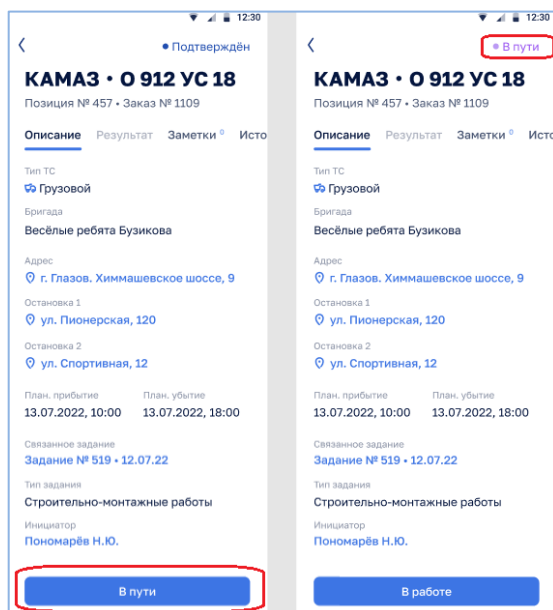 12:30
• Подтверждён
КАМАЗ • О 912 УС 18
Позиция № 457 • Заказ № 1109
Описание Результат Заметки 0 Исто
Тип ТС
Грузовой
Бригада
Весёлые ребята Бузикова
Адрес
г. Глазов. Химмашевское шоссе, 9
Остановка 1
ул. Пионерская, 120
Остановка 2
ул. Спортивная, 12
План. прибытие План. убытие
13.07.2022, 10:00 13.07.2022, 18:00
Связанное задание
Задание № 519 • 12.07.22
Тип задания
Строительно-монтажные работы
Инициатор
Пономарёв Н.Ю.
В пути
12:30
• В пути
КАМАЗ • О 912 УС 18
Позиция № 457 • Заказ № 1109
Описание Результат Заметки 0 Исто
Тип ТС
Грузовой
Бригада
Весёлые ребята Бузикова
Адрес
г. Глазов. Химмашевское шоссе, 9
Остановка 1
ул. Пионерская, 120
Остановка 2
ул. Спортивная, 12
План. прибытие План. убытие
13.07.2022, 10:00 13.07.2022, 18:00
Связанное задание
Задание № 519 • 12.07.22
Тип задания
Строительно-монтажные работы
Инициатор
Пономарёв Н.Ю.
В работе